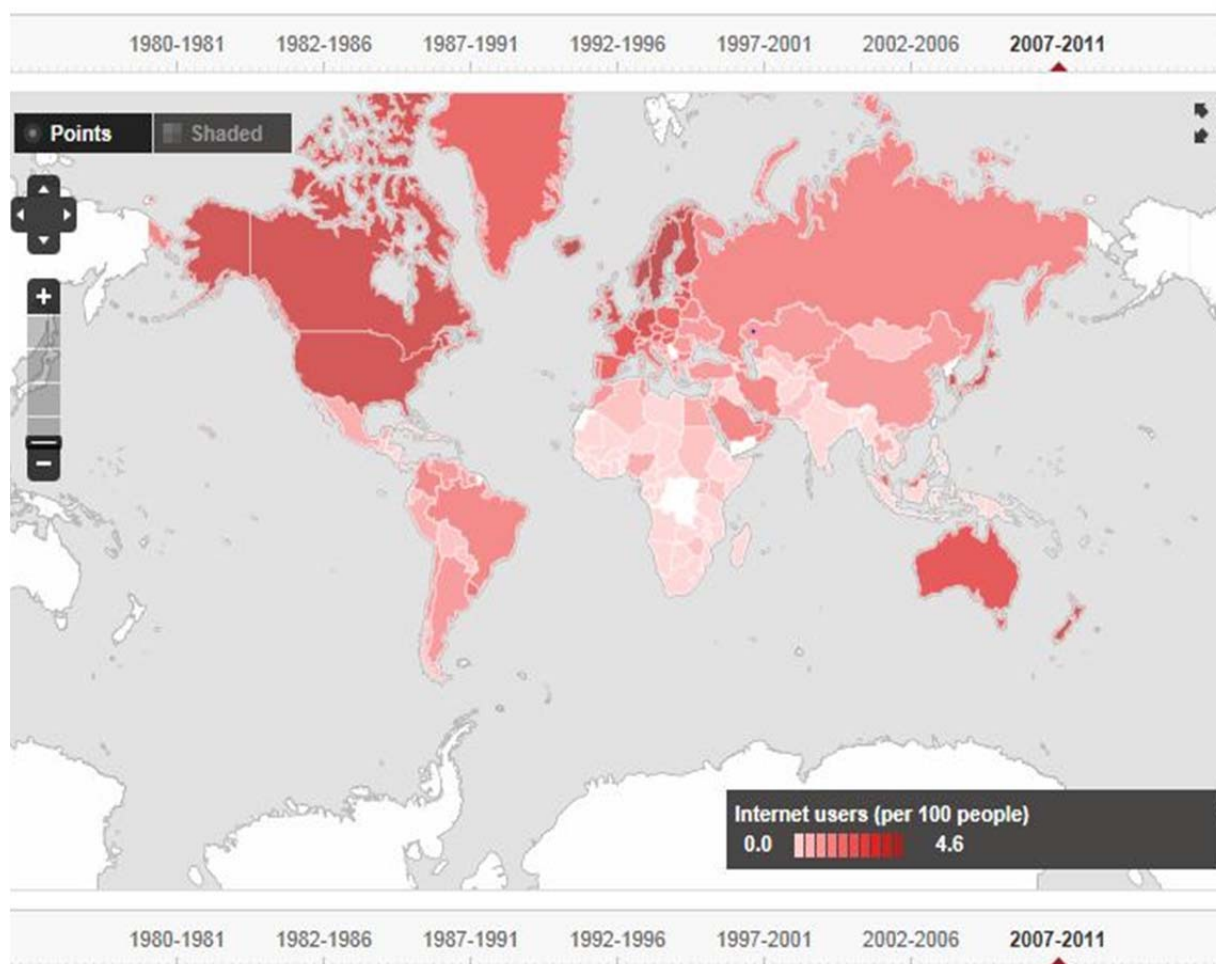 1980-1981 1982-1986 1987-1991 1992-1996 1997-2001 2002-2006 2007-2011
Points Shaded
+
−
Internet users (per 100 people)
0.0 4.6
1980-1981 1982-1986 1987-1991 1992-1996 1997-2001 2002-2006 2007-2011